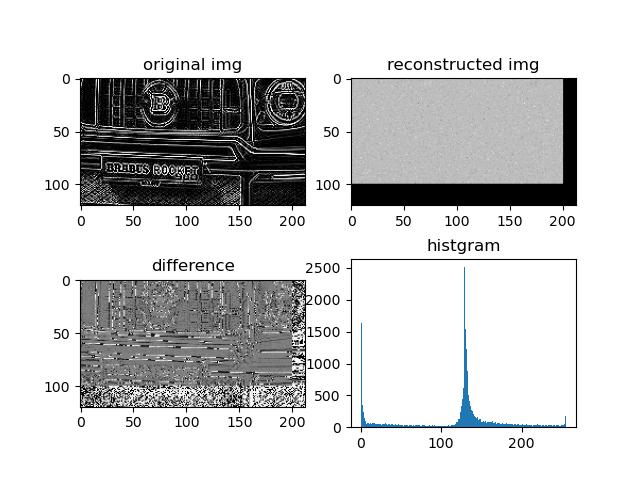 original img
reconstructed img
0
50
100
0 50 100 150 200
0
50
100
0 50 100 150 200
B
BRABUS ROCKET
difference
histgram
0
50
100
0 50 100 150 200
2500
2000
1500
1000
500
0
0 100 200